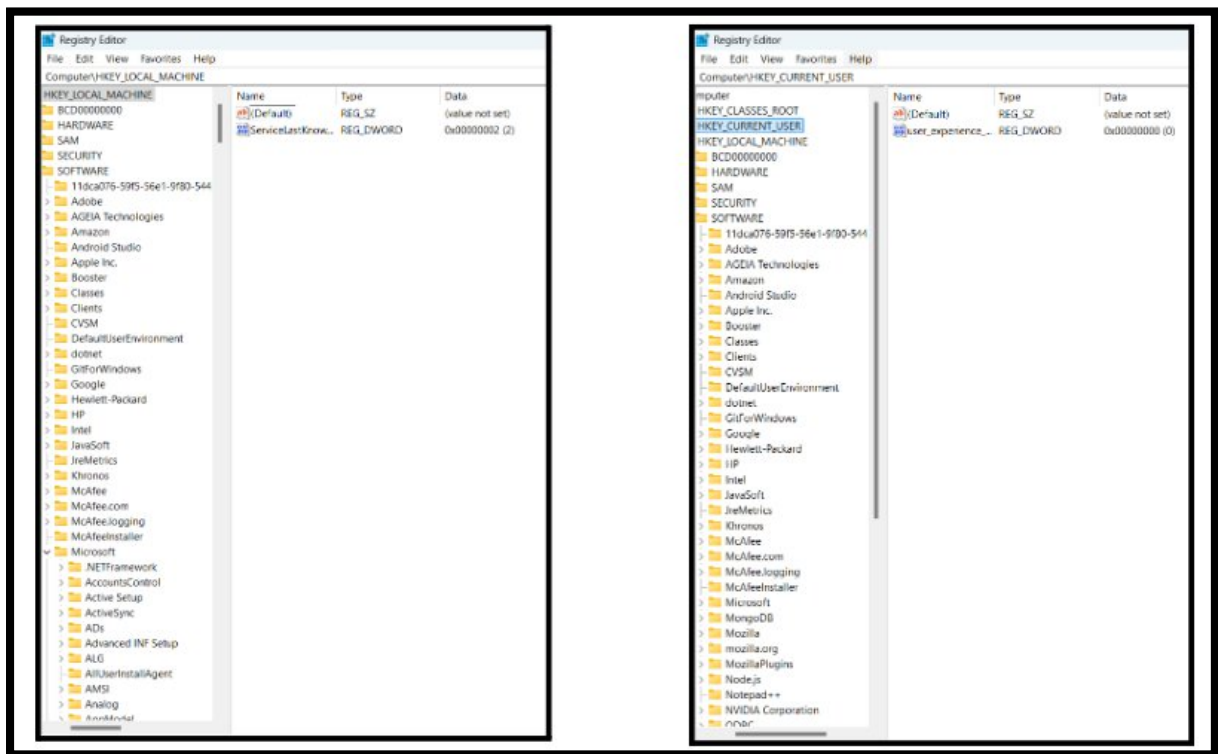 Registry Editor
File Edit View Favorites Help
Computer\HKEY_LOCAL_MACHINE
HKEY_LOCAL_MACHINE
BCD00000000
HARDWARE
SAM
SECURITY
SOFTWARE
11dca076-59f5-56e1-9f80-544
Adobe
AGEIA Technologies
Amazon
Android Studio
Apple Inc.
Booster
Classes
Clients
CVSM
DefaultUserEnvironment
dotnet
GitForWindows
Google
Hewlett-Packard
HP
Intel
JavaSoft
JreMetrics
Khronos
McAfee
McAfee.com
McAfee.logging
McAfeeInstaller
Microsoft
.NETFramework
AccountsControl
Active Setup
ActiveSync
ADs
Advanced INF Setup
ALG
AllUserInstallAgent
AMSI
Analog
AppModel
Name Type Data
(Default) REG_SZ (value not set)
ServiceLastKnow... REG_DWORD 0x00000002 (2)
Registry Editor
File Edit View Favorites Help
Computer\HKEY_CURRENT_USER
mputer
HKEY_CLASSES_ROOT
HKEY_CURRENT_USER
HKEY_LOCAL_MACHINE
BCD00000000
HARDWARE
SAM
SECURITY
SOFTWARE
11dca076-59f5-56e1-9f80-544
Adobe
AGEIA Technologies
Amazon
Android Studio
Apple Inc.
Booster
Classes
Clients
CVSM
DefaultUserEnvironment
dotnet
GitForWindows
Google
Hewlett-Packard
HP
Intel
JavaSoft
JreMetrics
Khronos
McAfee
McAfee.com
McAfee.logging
McAfeeInstaller
Microsoft
MongoDB
Mozilla
mozilla.org
MozillaPlugins
Node.js
Notepad++
NVIDIA Corporation
ODBC
Name Type Data
(Default) REG_SZ (value not set)
user_experience_... REG_DWORD 0x00000000 (0)